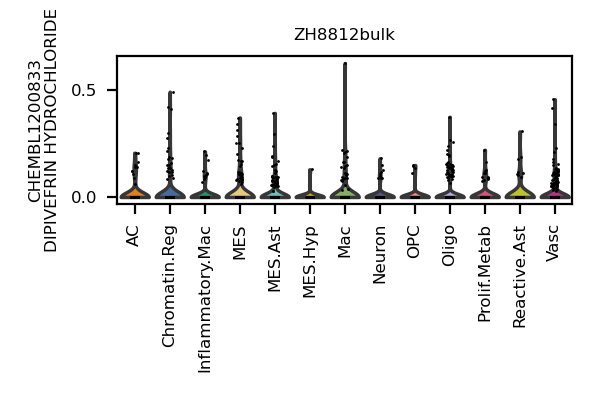 ZH8812bulk
CHEMBL1200833
DIPIVEFRIN HYDROCHLORIDE
0.5
0.0
AC
Chromatin.Reg
Inflammatory.Mac
MES
MES.Ast
MES.Hyp
Mac
Neuron
OPC
Oligo
Prolif.Metab
Reactive.Ast
Vasc